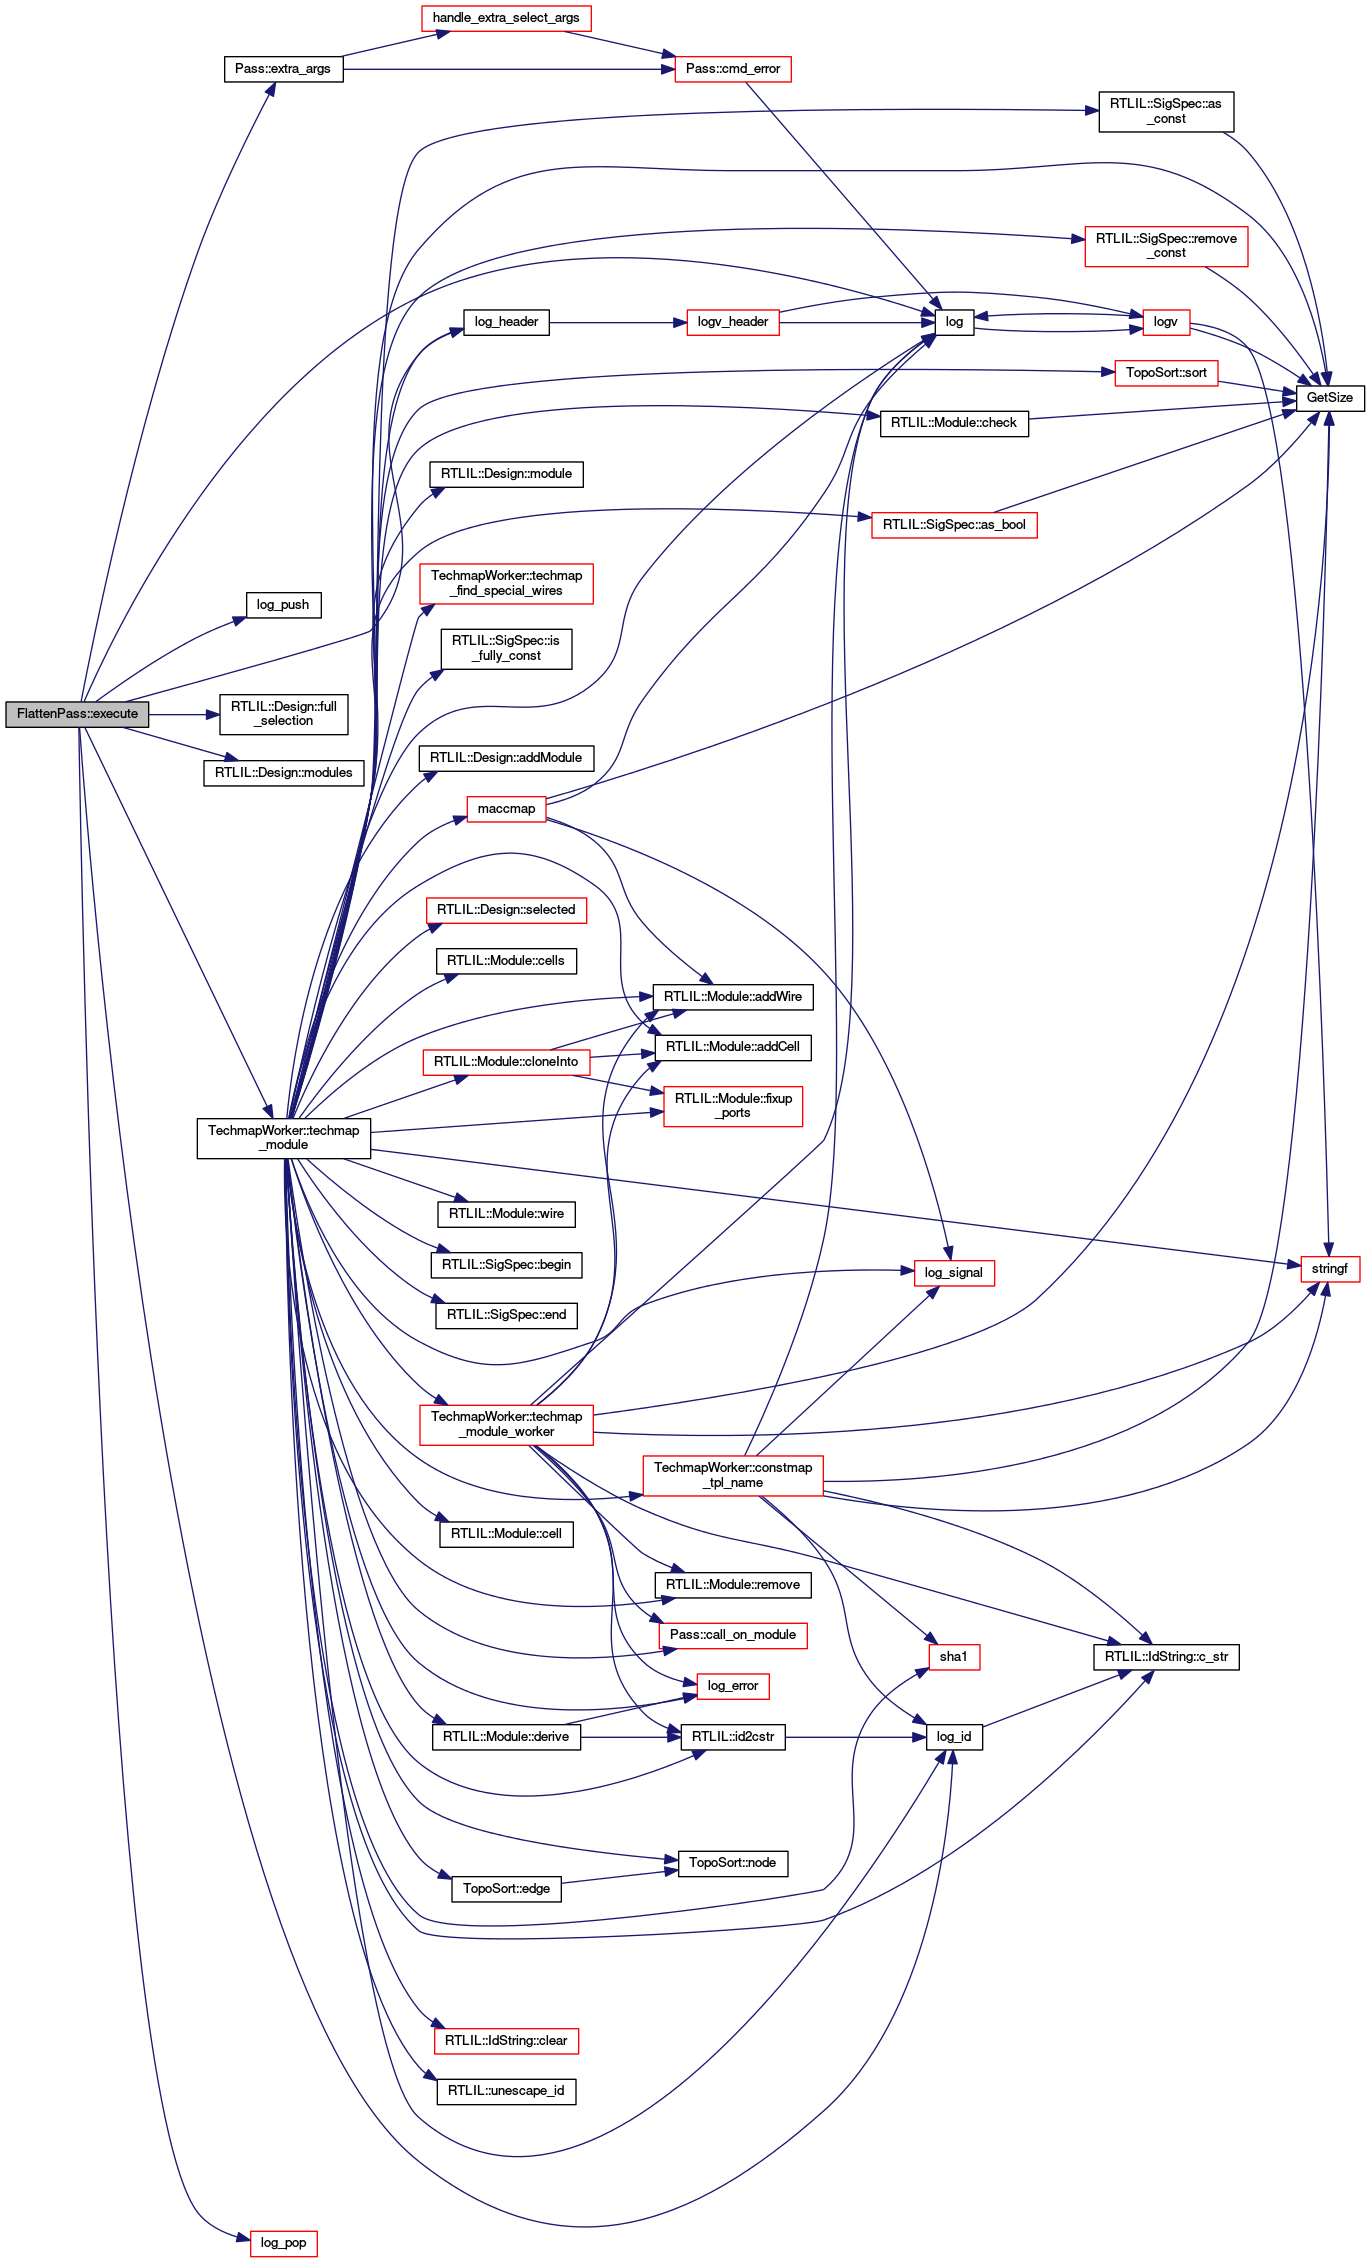 handle_extra_select_args
Pass::extra_args
Pass::cmd_error
RTLIL::SigSpec::as
_const
RTLIL::SigSpec::remove
_const
log_header
logv_header
log
logv
TopoSort::sort
GetSize
RTLIL::Module::check
RTLIL::Design::module
RTLIL::SigSpec::as_bool
TechmapWorker::techmap
_find_special_wires
log_push
RTLIL::SigSpec::is
_fully_const
FlattenPass::execute
RTLIL::Design::full
_selection
RTLIL::Design::modules
RTLIL::Design::addModule
maccmap
RTLIL::Design::selected
RTLIL::Module::cells
RTLIL::Module::addWire
RTLIL::Module::addCell
RTLIL::Module::cloneInto
RTLIL::Module::fixup
_ports
TechmapWorker::techmap
_module
RTLIL::Module::wire
RTLIL::SigSpec::begin
log_signal
stringf
RTLIL::SigSpec::end
TechmapWorker::techmap
_module_worker
TechmapWorker::constmap
_tpl_name
RTLIL::Module::cell
RTLIL::Module::remove
Pass::call_on_module
sha1
RTLIL::IdString::c_str
log_error
RTLIL::Module::derive
RTLIL::id2cstr
log_id
TopoSort::node
TopoSort::edge
RTLIL::IdString::clear
RTLIL::unescape_id
log_pop